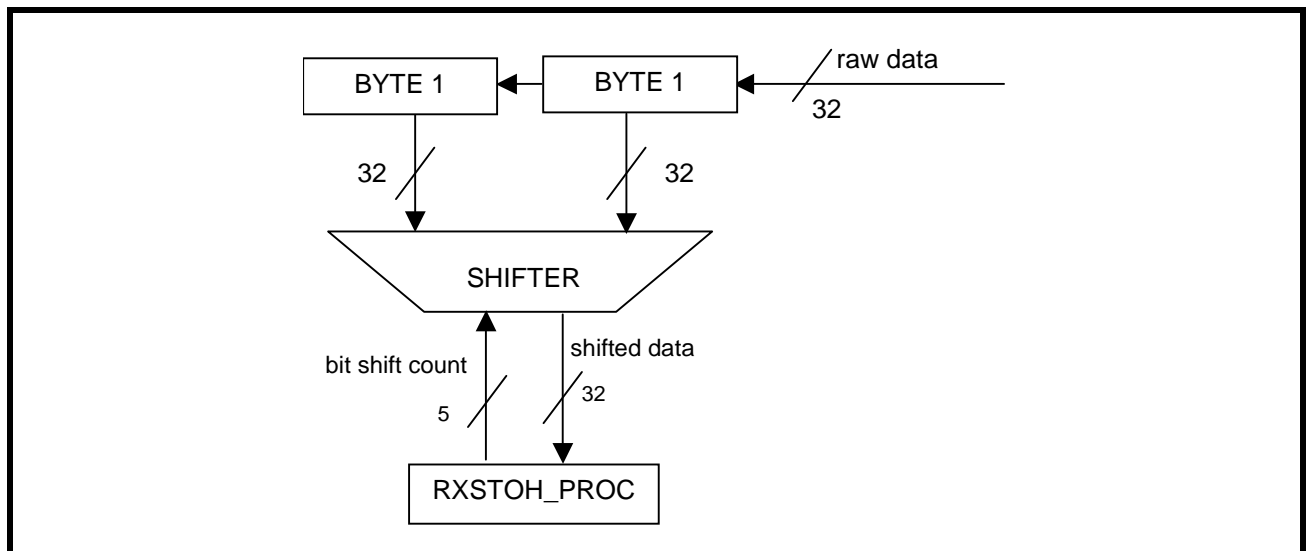 raw data
BYTE 1
BYTE 1
32
32
32
SHIFTER
bit shift count
shifted data
5
32
RXSTOH_PROC